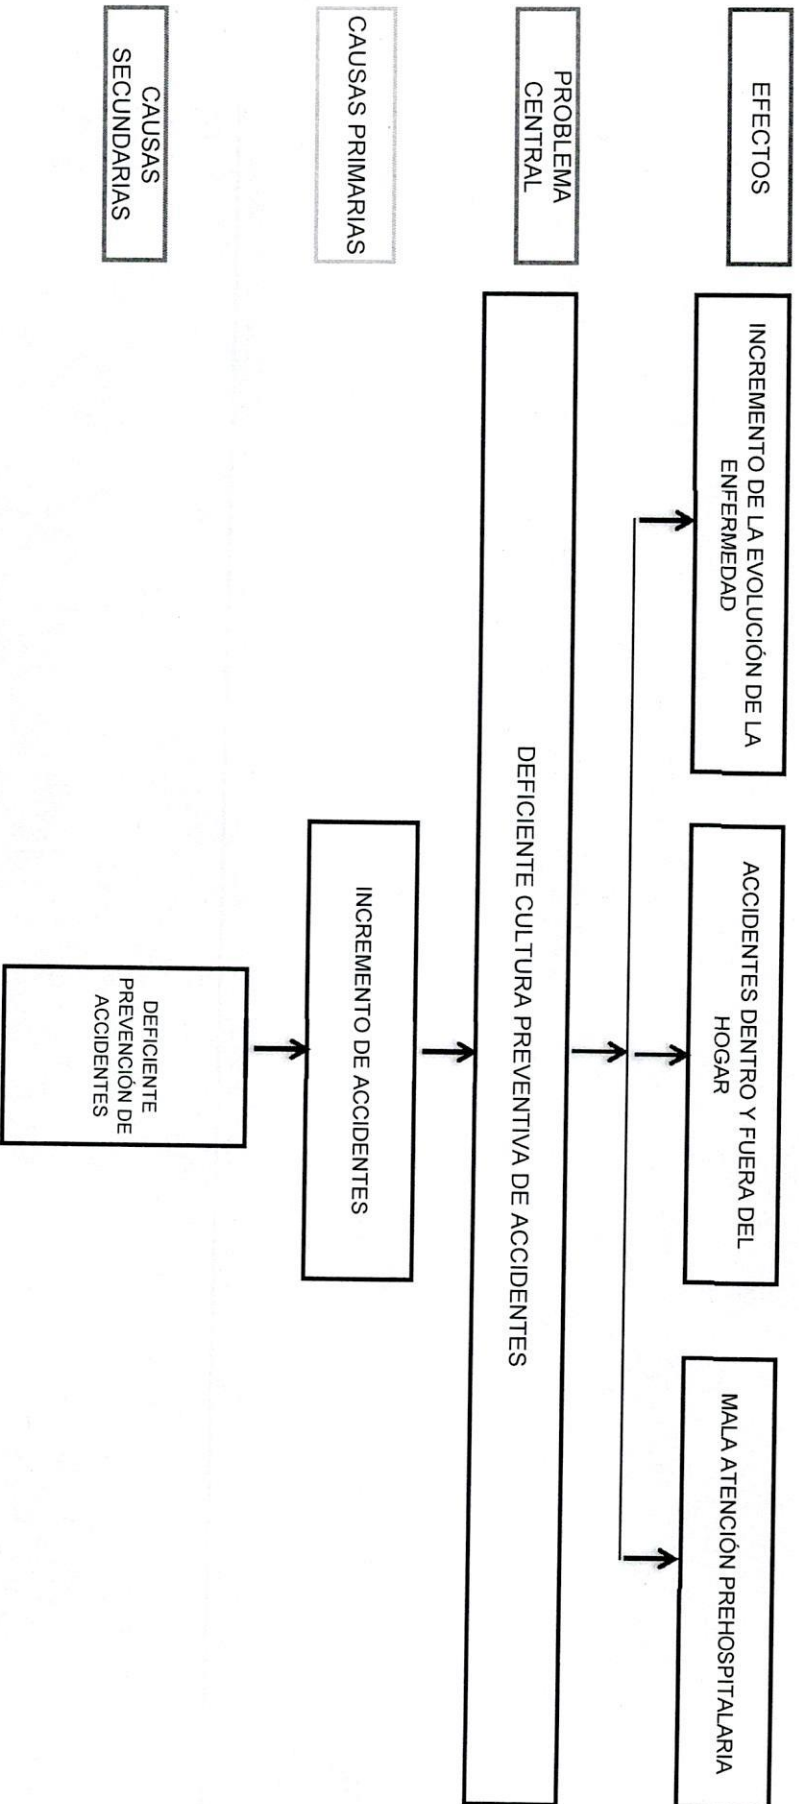 EFECTOS
INCREMENTO DE LA EVOLUCIÓN DE LA
ENFERMEDAD
ACCIDENTES DENTRO Y FUERA DEL
HOGAR
MALA ATENCIÓN PREHOSPITALARIA
PROBLEMA
CENTRAL
DEFICIENTE CULTURA PREVENTIVA DE ACCIDENTES
CAUSAS PRIMARIAS
INCREMENTO DE ACCIDENTES
CAUSAS
SECUNDARIAS
DEFICIENTE
PREVENCIÓN DE
ACCIDENTES